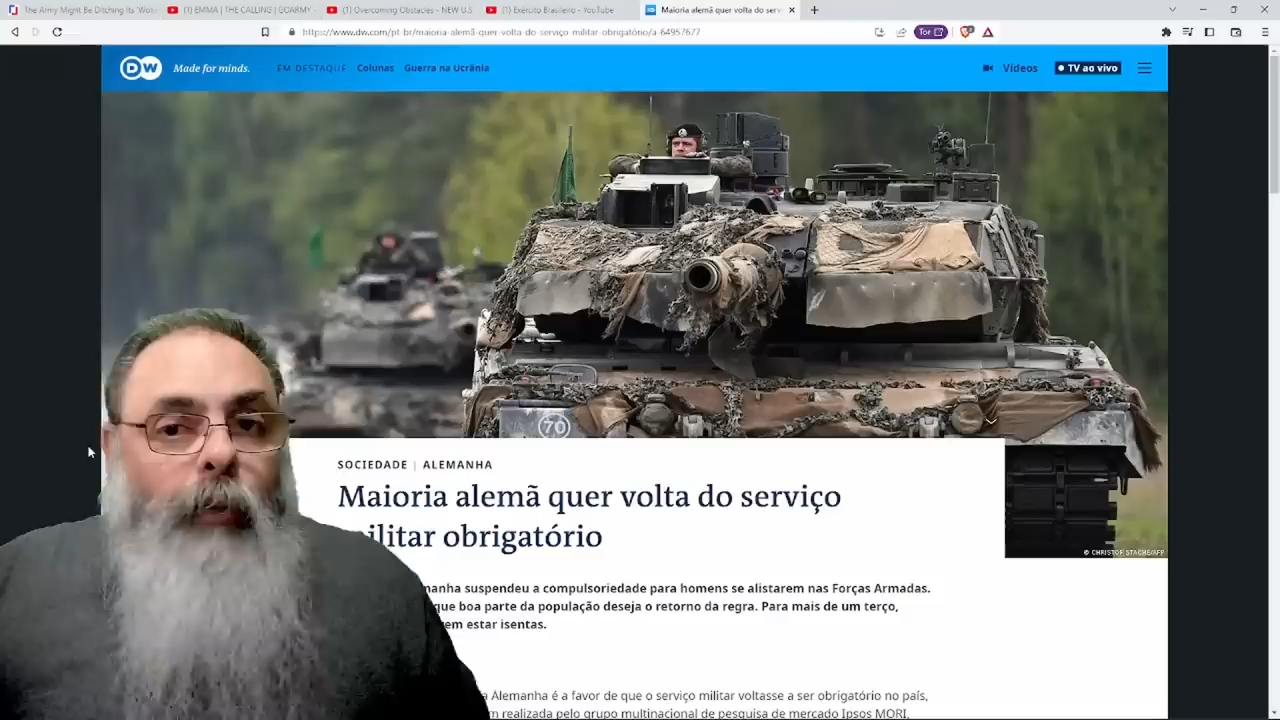 The Army Might Be Ditching Its 'Wok
(1) EMMA | THE CALLING | GOARMY -
(1) Overcoming Obstacles – NEW U.S
(1) Exército Brasileiro - YouTube
Maioria alemã quer volta do serv
https://www.dw.com/pt-br/maioria-alemã-quer-volta-do-serviço-militar-obrigatório/a-64957677
Tor
DW
Made for minds.
EM DESTAQUE
Colunas
Guerra na Ucrânia
Vídeos
TV ao vivo
70
© CHRISTOF STACHE/AFP
SOCIEDADE | ALEMANHA
Maioria alemã quer volta do serviço
ilitar obrigatório
manha suspendeu a compulsoriedade para homens se alistarem nas Forças Armadas.
que boa parte da população deseja o retorno da regra. Para mais de um terço,
em estar isentas.
a Alemanha é a favor de que o serviço militar voltasse a ser obrigatório no país,
m realizada pelo grupo multinacional de pesquisa de mercado Ipsos MORI,